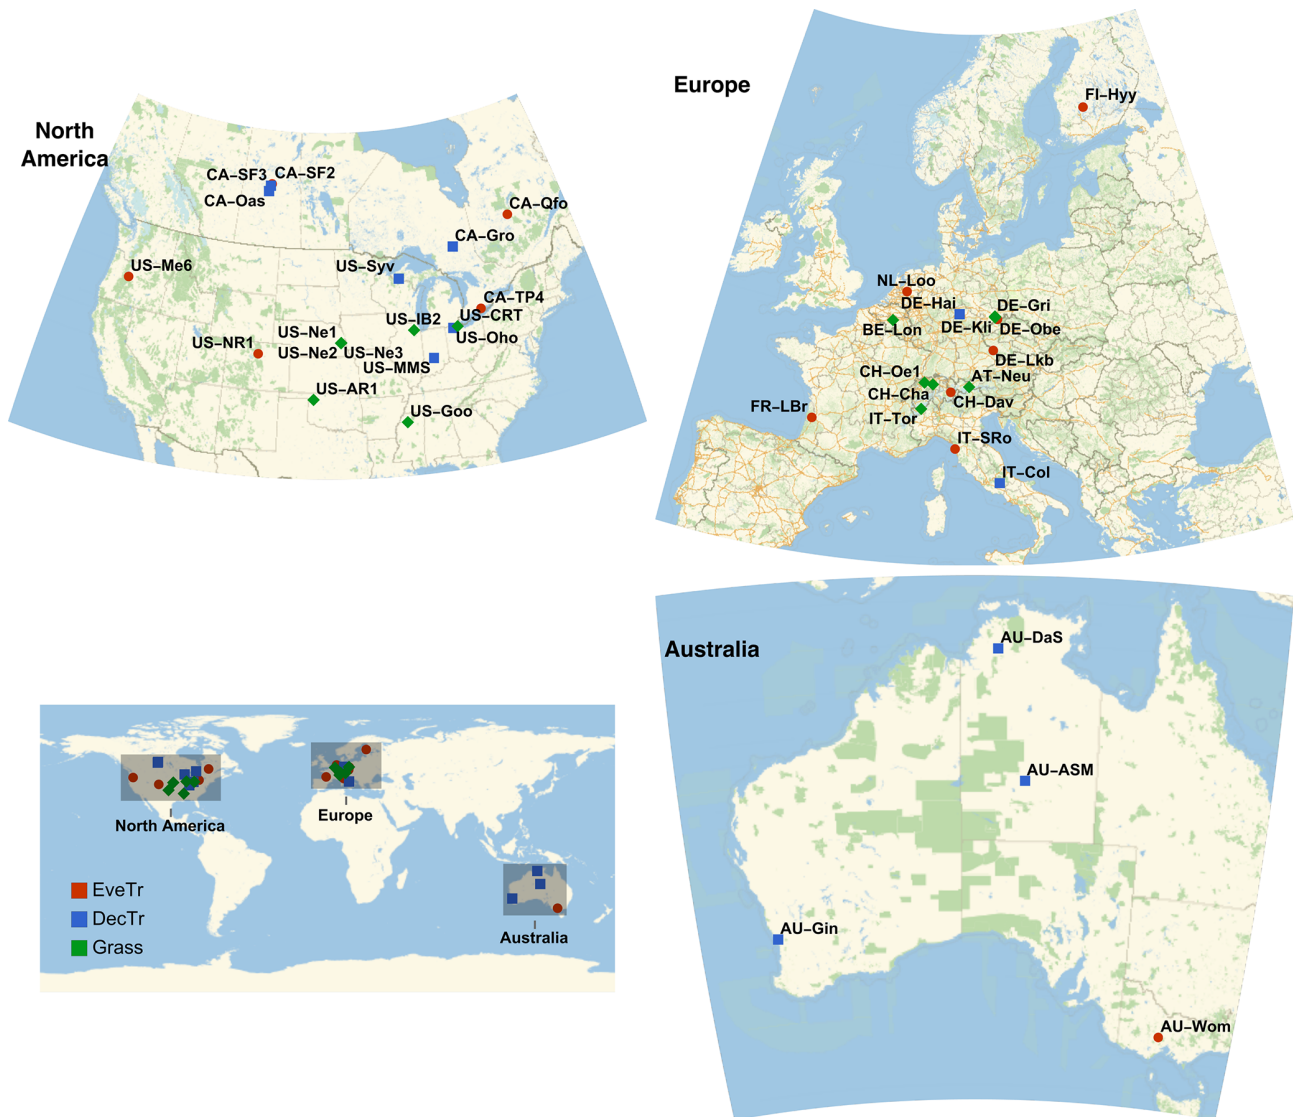 North
America
CA–SF3
CA–SF2
CA–Oas
CA–Qfo
CA–Gro
US–Me6
US–Syv
CA–TP4
US–CRT
US–IB2
US–Oho
US–Ne1
US–NR1
US–Ne2
US–Ne3
US–MMS
US–AR1
US–Goo
Europe
FI–Hyy
NL–Loo
DE–Hai
DE–Gri
BE–Lon
DE–Kli
DE–Obe
DE–Lkb
CH–Oe1
AT–Neu
CH–Cha
CH–Dav
FR–LBr
IT–Tor
IT–SRo
IT–Col
North America
Europe
Australia
EveTr
DecTr
Grass
Australia
AU–DaS
AU–ASM
AU–Gin
AU–Wom